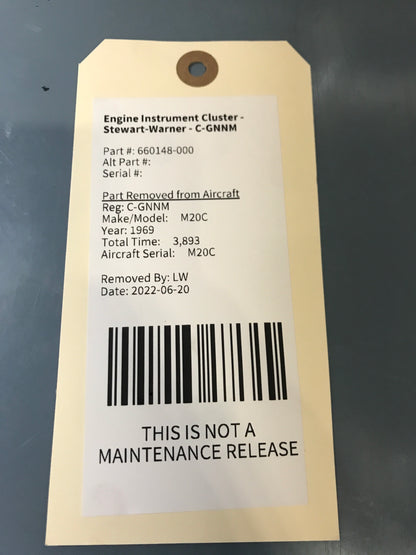 Engine Instrument Cluster -
Stewart-Warner - C-GNNM
Part #: 660148-000
Alt Part #:
Serial #:
Part Removed from Aircraft
Reg: C-GNNM
Make/Model: M20C
Year: 1969
Total Time: 3,893
Aircraft Serial: M20C
Removed By: LW
Date: 2022-06-20
THIS IS NOT A
MAINTENANCE RELEASE